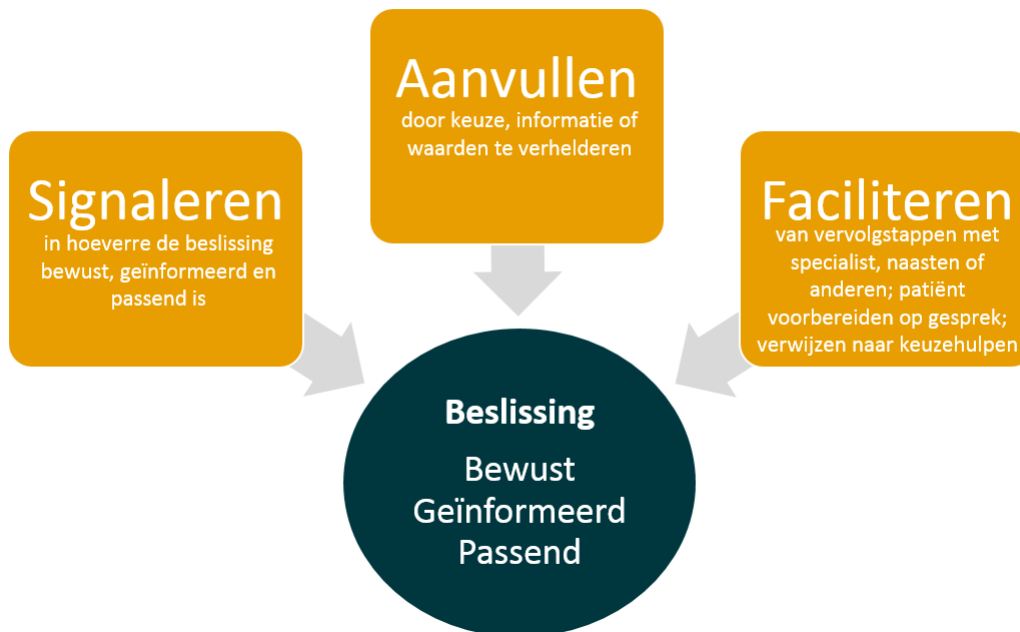 Signaleren
in hoeverre de beslissing
bewust, geïnformeerd en
passend is
Aanvullen
door keuze, informatie of
waarden te verhelderen
Faciliteren
van vervolgstappen met
specialist, naasten of
anderen; patiënt
voorbereiden op gesprek;
verwijzen naar keuzehulpen
Beslissing
Bewust
Geïnformeerd
Passend